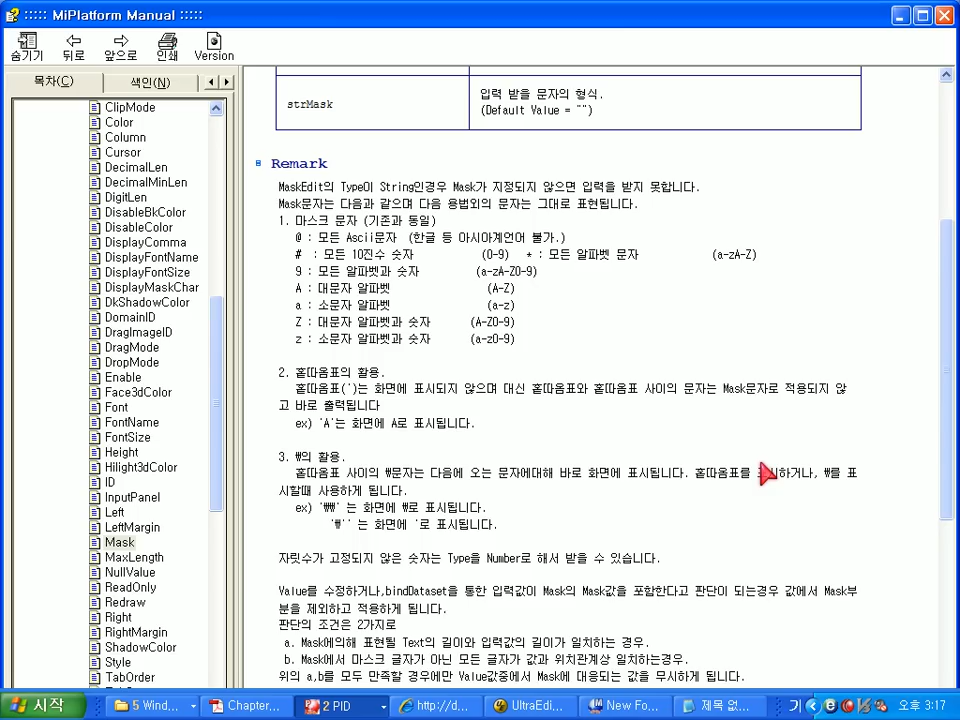 ::::: MiPlatform Manual :::::
숨기기
뒤로
앞으로
인쇄
Version
목차(C)
색인(N)
ClipMode
Color
Column
Cursor
DecimalLen
DecimalMinLen
DigitLen
DisableBkColor
DisableColor
DisplayComma
DisplayFontName
DisplayFontSize
DisplayMaskChar
DkShadowColor
DomainID
DragImageID
DragMode
DropMode
Enable
Face3dColor
Font
FontName
FontSize
Height
Hilight3dColor
ID
InputPanel
Left
LeftMargin
Mask
MaxLength
NullValue
ReadOnly
Redraw
Right
RightMargin
ShadowColor
Style
TabOrder
strMask
입력 받을 문자의 형식.
(Default Value = "")
Remark
MaskEdit의 Type이 String인경우 Mask가 지정되지 않으면 입력을 받지 못합니다.
Mask문자는 다음과 같으며 다음 용법외의 문자는 그대로 표현됩니다.
1. 마스크 문자 (기존과 동일)
@ : 모든 Ascii문자 (한글 등 아시아계언어 불가.)
# : 모든 10진수 숫자 (0-9) * : 모든 알파벳 문자 (a-zA-Z)
9 : 모든 알파벳과 숫자 (a-zA-Z0-9)
A : 대문자 알파벳 (A-Z)
a : 소문자 알파벳 (a-z)
Z : 대문자 알파벳과 숫자 (A-Z0-9)
z : 소문자 알파벳과 숫자 (a-z0-9)
2. 홑따옴표의 활용.
홑따옴표(')는 화면에 표시되지 않으며 대신 홑따옴표와 홑따옴표 사이의 문자는 Mask문자로 적용되지 않
고 바로 출력됩니다
ex) 'A'는 화면에 A로 표시됩니다.
3. ₩의 활용.
홑따옴표 사이의 ₩문자는 다음에 오는 문자에대해 바로 화면에 표시됩니다. 홑따옴표를 표시하거나, ₩를 표
시할때 사용하게 됩니다.
ex) '₩₩' 는 화면에 ₩로 표시됩니다.
'₩'' 는 화면에 '로 표시됩니다.
자릿수가 고정되지 않은 숫자는 Type을 Number로 해서 받을 수 있습니다.
Value를 수정하거나,bindDataset을 통한 입력값이 Mask의 Mask값을 포함한다고 판단이 되는경우 값에서 Mask부
분을 제외하고 적용하게 됩니다.
판단의 조건은 2가지로
a. Mask에의해 표현될 Text의 길이와 입력값의 길이가 일치하는 경우.
b. Mask에서 마스크 글자가 아닌 모든 글자가 값과 위치관계상 일치하는경우.
위의 a,b를 모두 만족할 경우에만 Value값중에서 Mask에 대응되는 값을 무시하게 됩니다.
시작
5 Wind...
Chapter...
2 PID
http://d...
UltraEdi...
New Fo...
제목 없...
오후 3:17